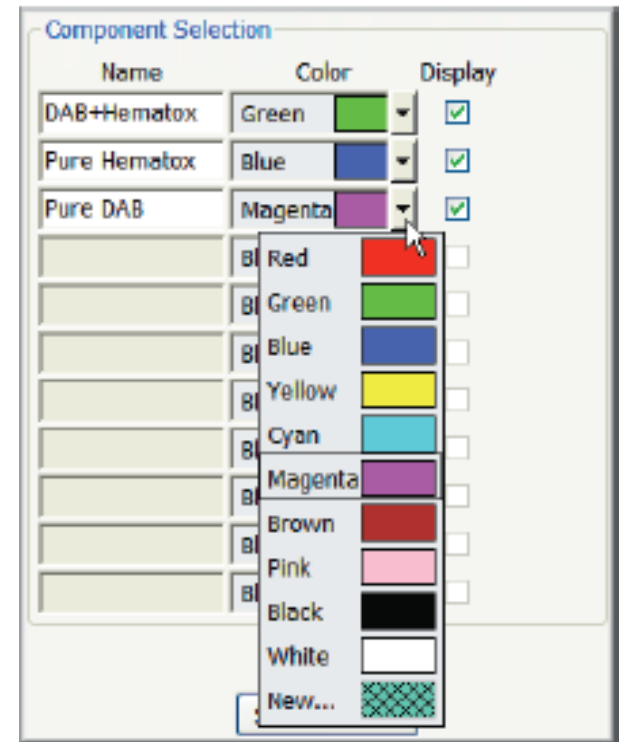 Component Selection
Name Color Display
DAB+Hematox Green
Pure Hematox Blue
Pure DAB Magenta
Red
Green
Blue
Yellow
Cyan
Magenta
Brown
Pink
Black
White
New...